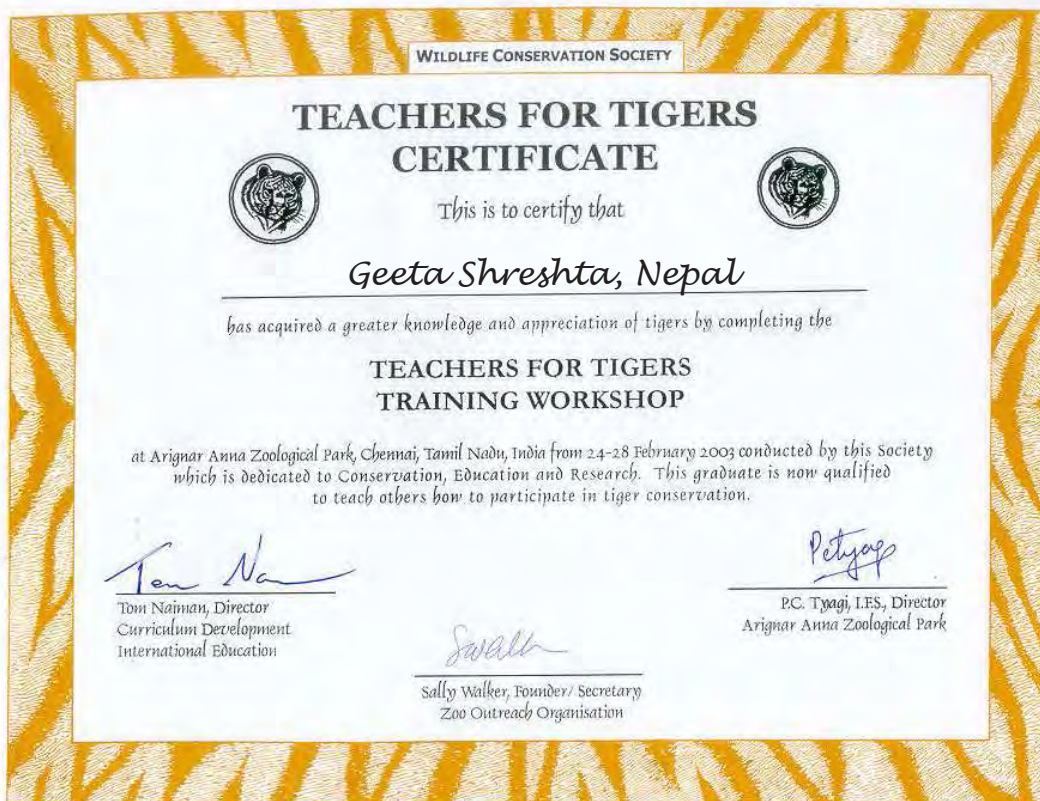 WILDLIFE CONSERVATION SOCIETY
TEACHERS FOR TIGERS
CERTIFICATE
This is to certify that
Geeta Shreshta, Nepal
has acquired a greater knowledge and appreciation of tigers by completing the
TEACHERS FOR TIGERS
TRAINING WORKSHOP
at Arignar Anna Zoological Park, Chennai, Tamil Nadu, India from 24-28 February 2003 conducted by this Society
which is dedicated to Conservation, Education and Research. This graduate is now qualified
to teach others how to participate in tiger conservation.
Tom Naiman, Director
Curriculum Development
International Education
P.C. Tyagi, I.F.S., Director
Arignar Anna Zoological Park
Sally Walker, Founder/ Secretary
Zoo Outreach Organisation